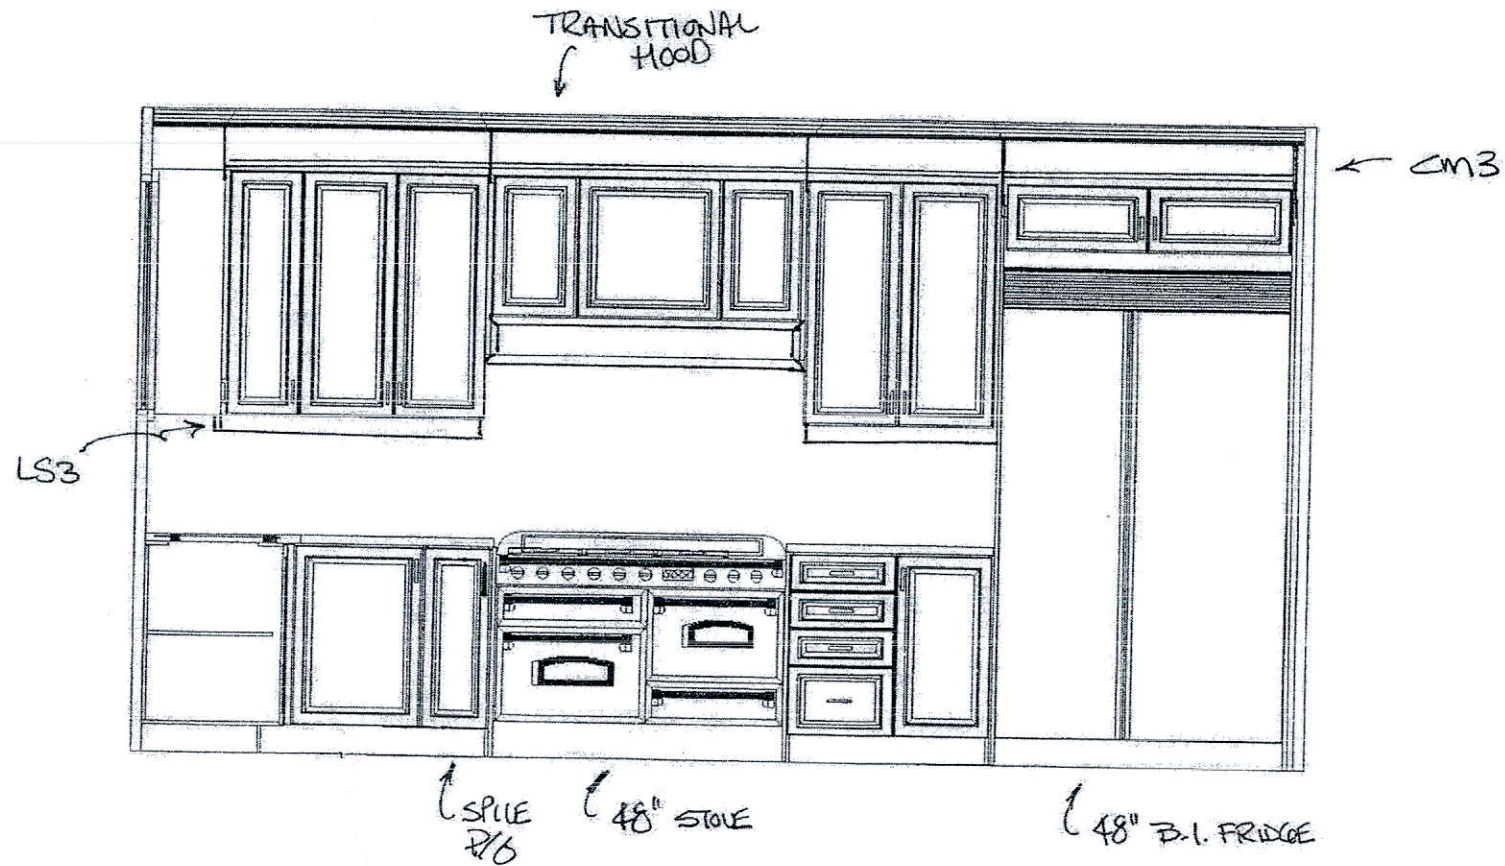 TRANSITIONAL
HOOD
CM3
LS3
SPICE
P/O
48" STOVE
48" B.I. FRIDGE